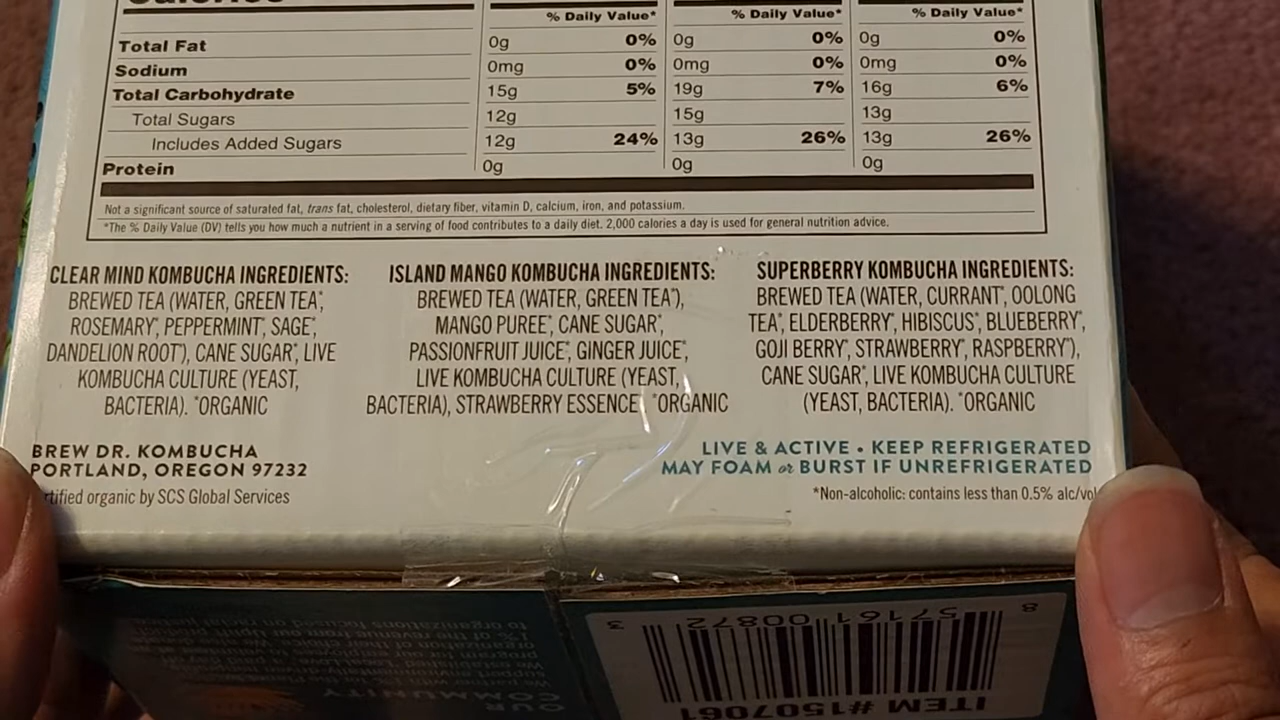 Calories
% Daily Value* % Daily Value* % Daily Value*
Total Fat 0g 0% 0g 0% 0g 0%
Sodium 0mg 0% 0mg 0% 0mg 0%
Total Carbohydrate 15g 5% 19g 7% 16g 6%
Total Sugars 12g 15g 13g
Includes Added Sugars 12g 24% 13g 26% 13g 26%
Protein 0g 0g 0g
Not a significant source of saturated fat, trans fat, cholesterol, dietary fiber, vitamin D, calcium, iron, and potassium.
*The % Daily Value (DV) tells you how much a nutrient in a serving of food contributes to a daily diet. 2,000 calories a day is used for general nutrition advice.
CLEAR MIND KOMBUCHA INGREDIENTS:
BREWED TEA (WATER, GREEN TEA*,
ROSEMARY*, PEPPERMINT*, SAGE*,
DANDELION ROOT*), CANE SUGAR*, LIVE
KOMBUCHA CULTURE (YEAST,
BACTERIA). *ORGANIC
ISLAND MANGO KOMBUCHA INGREDIENTS:
BREWED TEA (WATER, GREEN TEA*),
MANGO PUREE*, CANE SUGAR*,
PASSIONFRUIT JUICE*, GINGER JUICE*,
LIVE KOMBUCHA CULTURE (YEAST,
BACTERIA), STRAWBERRY ESSENCE *ORGANIC
SUPERBERRY KOMBUCHA INGREDIENTS:
BREWED TEA (WATER, CURRANT*, OOLONG
TEA*, ELDERBERRY*, HIBISCUS*, BLUEBERRY*,
GOJI BERRY*, STRAWBERRY*, RASPBERRY*),
CANE SUGAR*, LIVE KOMBUCHA CULTURE
(YEAST, BACTERIA). *ORGANIC
BREW DR. KOMBUCHA
PORTLAND, OREGON 97232
rtified organic by SCS Global Services
LIVE & ACTIVE • KEEP REFRIGERATED
MAY FOAM or BURST IF UNREFRIGERATED
*Non-alcoholic: contains less than 0.5% alc/vol
8 57161 00872 3
ITEM #1507061
OUR
COMMUNITY